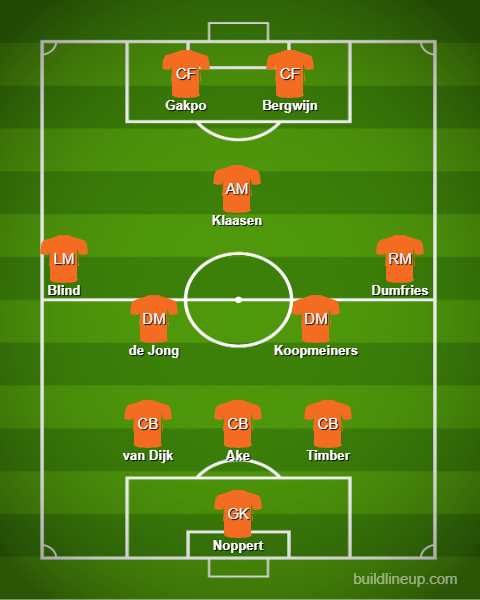 CF CF
Gakpo Bergwijn
AM
Klaasen
LM RM
Blind Dumfries
DM DM
de Jong Koopmeiners
CB CB CB
van Dijk Ake Timber
GK
Noppert
buildlineup.com